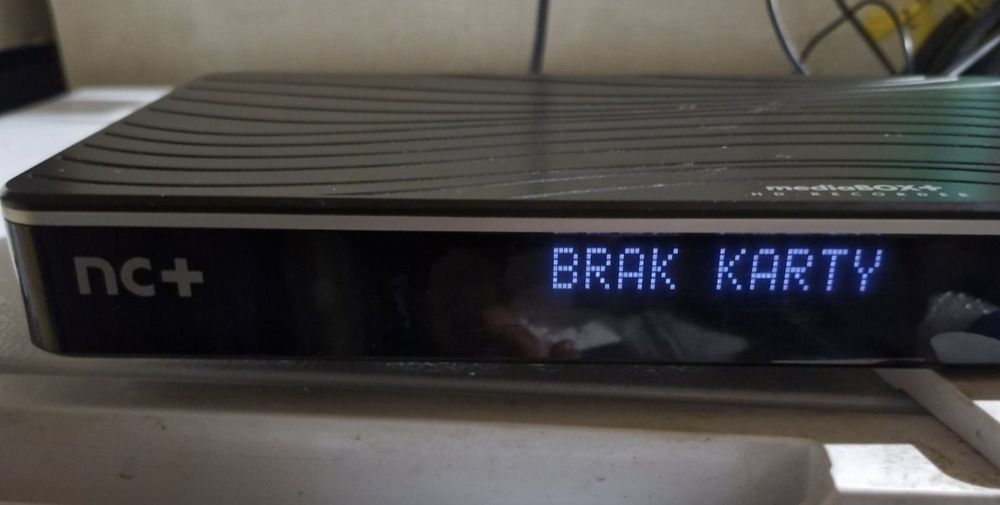 mediaBOX+
HD-RECORDER
nc+
BRAK KARTY